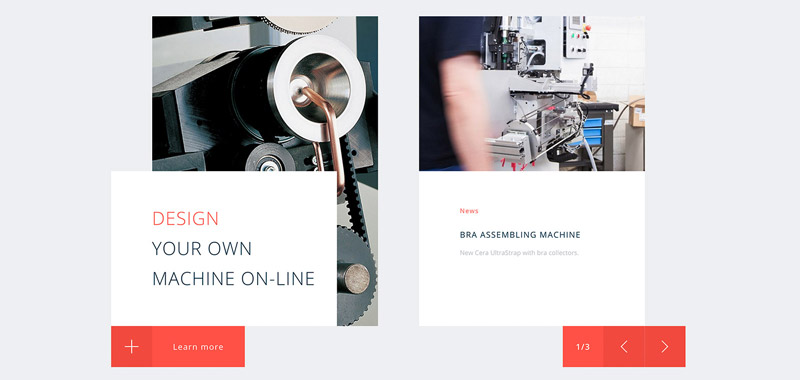 DESIGN
YOUR OWN
MACHINE ON-LINE
Learn more
News
BRA ASSEMBLING MACHINE
New Cera UltraStrap with bra collectors.
1/3